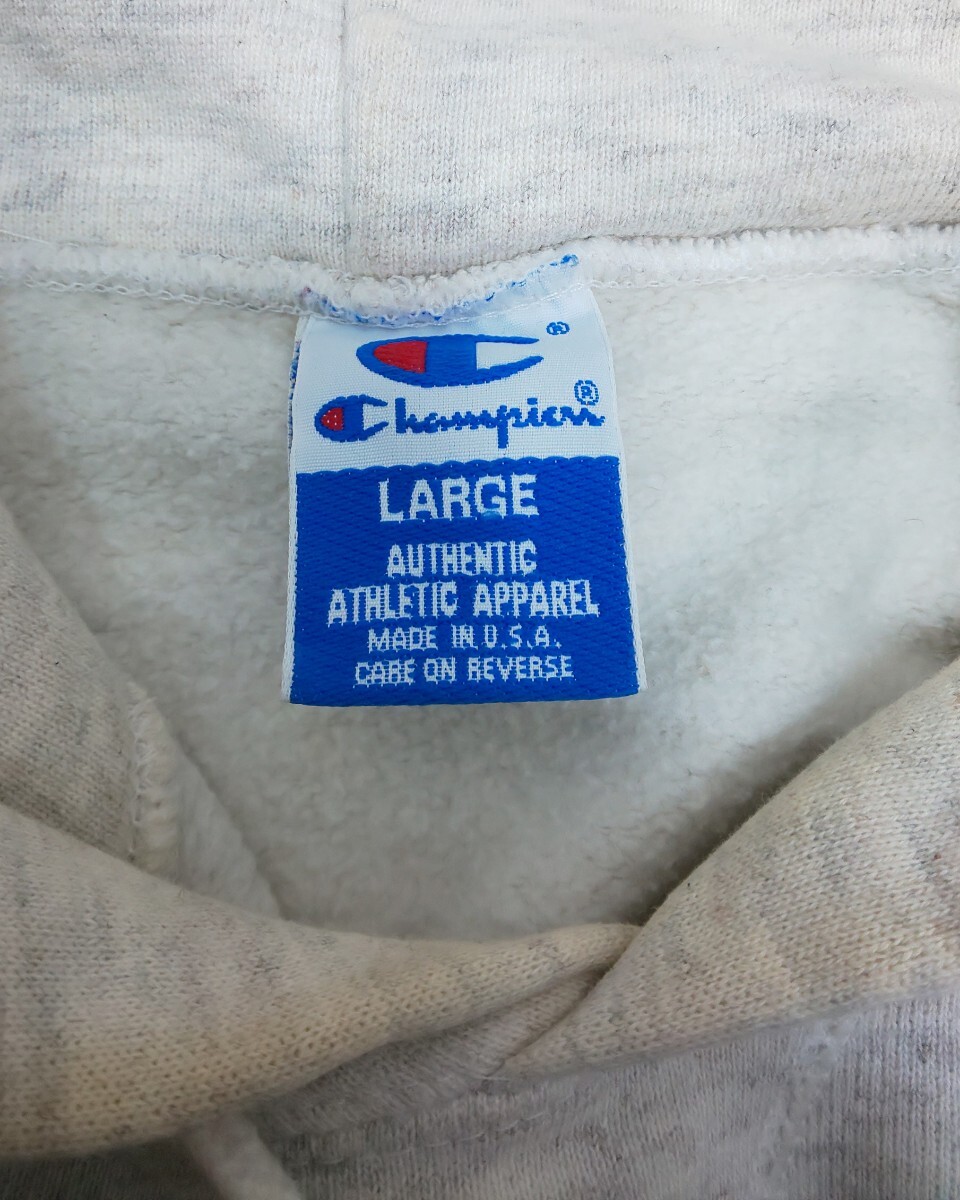 ®
Champion®
LARGE
AUTHENTIC
ATHLETIC APPAREL
MADE IN U.S.A.
CARE ON REVERSE